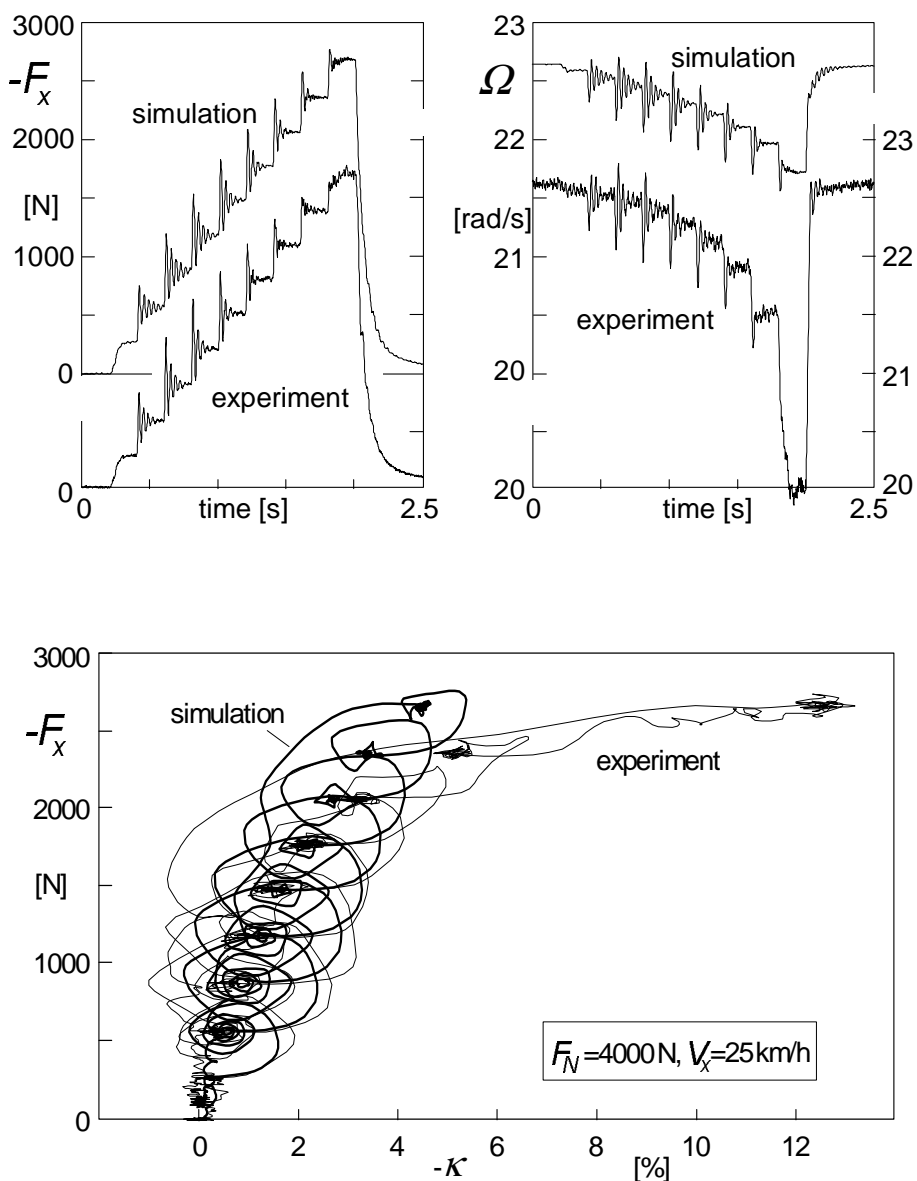 3000
-Fx
simulation
2000
[N]
1000
0
experiment
0
0
time [s]
2.5
23
Ω
simulation
22
23
[rad/s]
21
22
experiment
20
21
20
20
0
time [s]
2.5
3000
simulation
-Fx
experiment
2000
[N]
1000
FN =4000N, Vx=25km/h
0
0
2
4
6
8
10
12
-κ
[%]